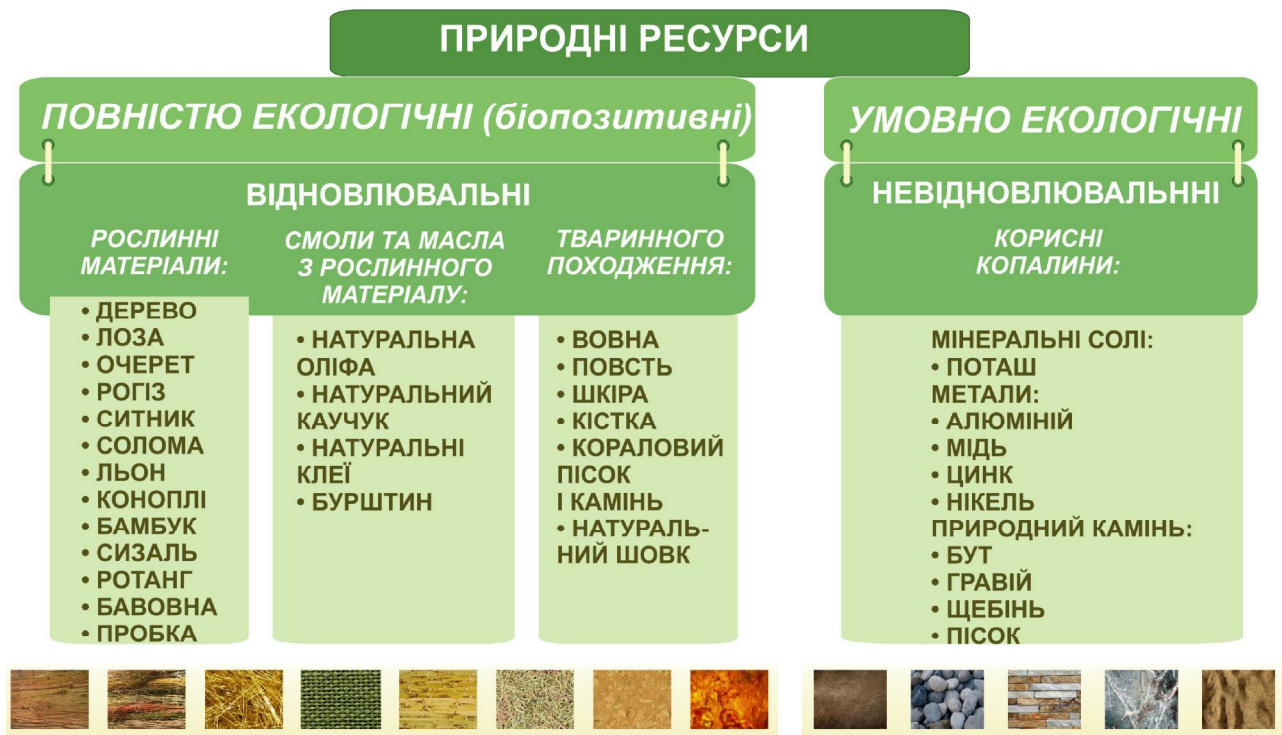 ПРИРОДНІ РЕСУРСИ
ПОВНІСТЮ ЕКОЛОГІЧНІ (біопозитивні)
ВІДНОВЛЮВАЛЬНІ
РОСЛИННІ
МАТЕРІАЛИ:
• ДЕРЕВО
• ЛОЗА
• ОЧЕРЕТ
• РОГІЗ
• СИТНИК
• СОЛОМА
• ЛЬОН
• КОНОПЛІ
• БАМБУК
• СИЗАЛЬ
• РОТАНГ
• БАВОВНА
• ПРОБКА
СМОЛИ ТА МАСЛА
З РОСЛИННОГО
МАТЕРІАЛУ:
• НАТУРАЛЬНА
ОЛІФА
• НАТУРАЛЬНИЙ
КАУЧУК
• НАТУРАЛЬНІ
КЛЕЇ
• БУРШТИН
ТВАРИННОГО
ПОХОДЖЕННЯ:
• ВОВНА
• ПОВСТЬ
• ШКІРА
• КІСТКА
• КОРАЛОВИЙ
ПІСОК
І КАМІНЬ
• НАТУРАЛЬ-
НИЙ ШОВК
УМОВНО ЕКОЛОГІЧНІ
НЕВІДНОВЛЮВАЛЬННІ
КОРИСНІ
КОПАЛИНИ:
МІНЕРАЛЬНІ СОЛІ:
• ПОТАШ
МЕТАЛИ:
• АЛЮМІНІЙ
• МІДЬ
• ЦИНК
• НІКЕЛЬ
ПРИРОДНИЙ КАМІНЬ:
• БУТ
• ГРАВІЙ
• ЩЕБІНЬ
• ПІСОК